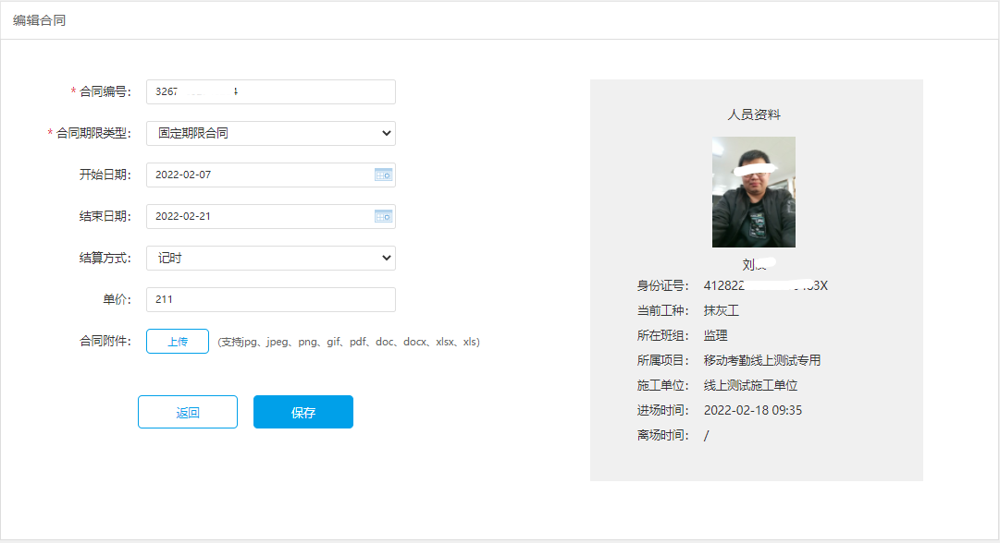 编辑合同
* 合同编号: 3267 4
* 合同期限类型: 固定期限合同
开始日期: 2022-02-07
结束日期: 2022-02-21
结算方式: 记时
单价: 211
合同附件: 上传 (支持jpg、jpeg、png、gif、pdf、doc、docx、xlsx、xls)
返回 保存
人员资料
刘
身份证号: 412822 3X
当前工种: 抹灰工
所在班组: 监理
所属项目: 移动考勤线上测试专用
施工单位: 线上测试施工单位
进场时间: 2022-02-18 09:35
离场时间: /